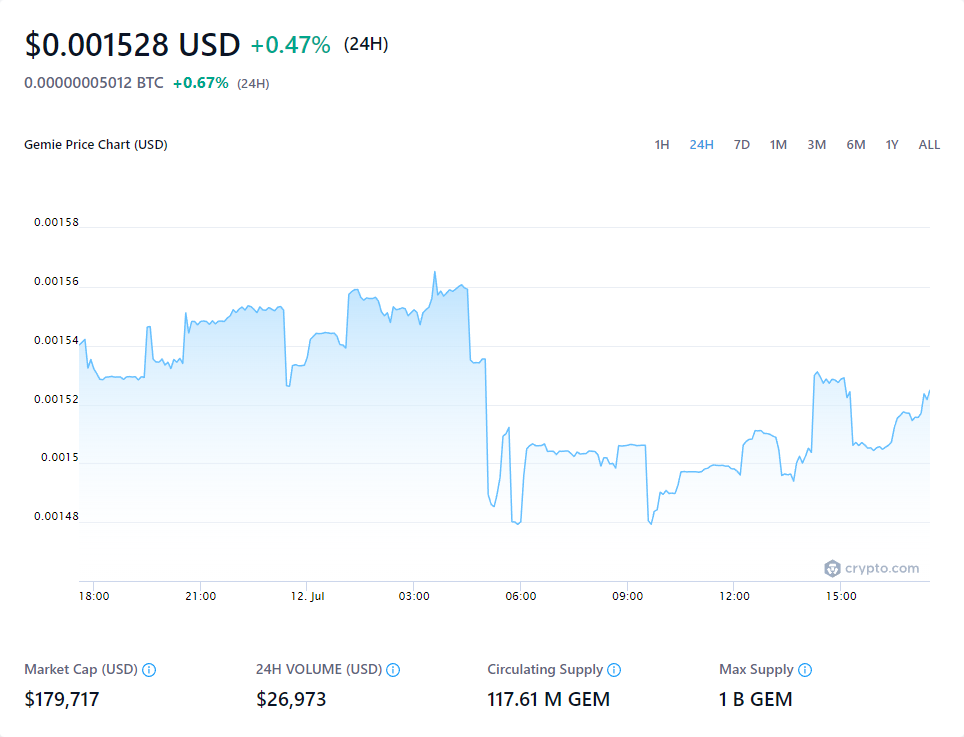 $0.001528 USD +0.47% (24H)
0.00000005012 BTC +0.67% (24H)
Gemie Price Chart (USD) 1H 24H 7D 1M 3M 6M 1Y ALL
0.00158
0.00156
0.00154
0.00152
0.0015
0.00148
crypto.com
18:00 21:00 12. Jul 03:00 06:00 09:00 12:00 15:00
Market Cap (USD) 24H VOLUME (USD) Circulating Supply Max Supply
$179,717 $26,973 117.61 M GEM 1 B GEM